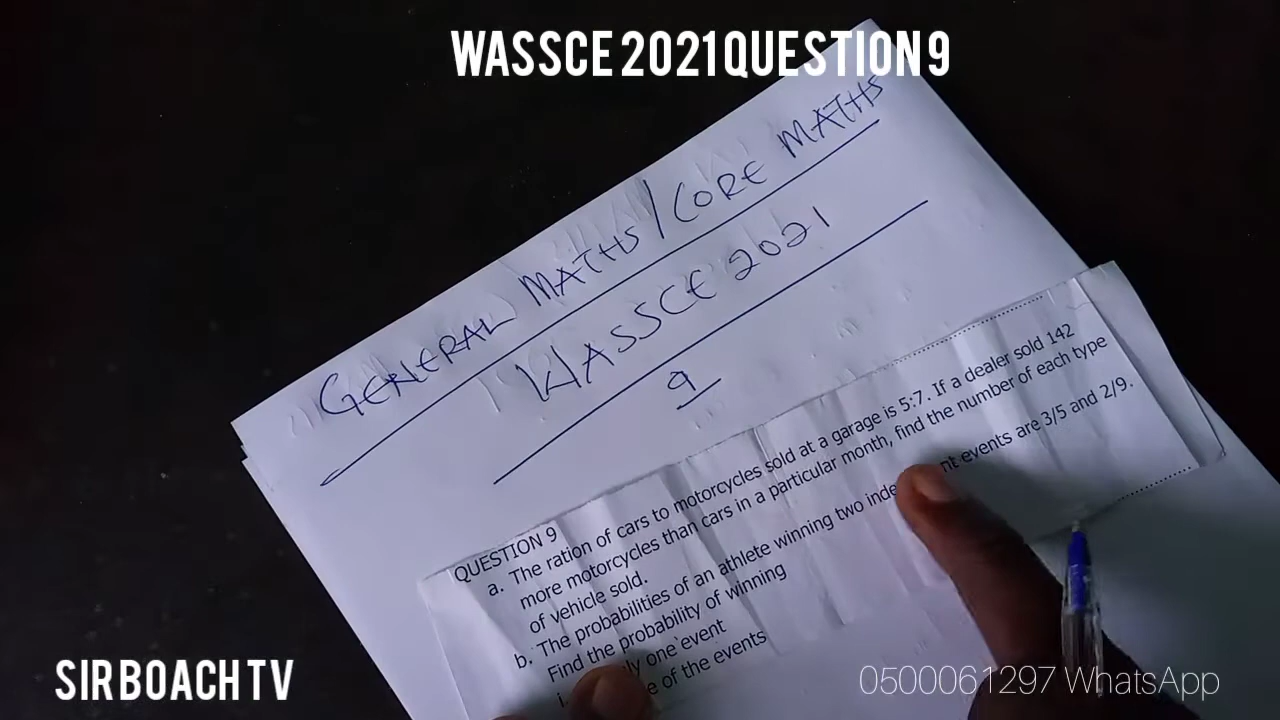 WASSCE 2021 QUESTION 9
GENERAL MATHS / CORE MATHS
WASSCE 2021
9
QUESTION 9
a. The ration of cars to motorcycles sold at a garage is 5:7. If a dealer sold 142
more motorcycles than cars in a particular month, find the number of each type
of vehicle sold.
b. The probabilities of an athlete winning two events are 3/5 and 2/9.
Find the probability of winning
i. one event
of the events
SIR BOACH TV
0500061297 WhatsApp